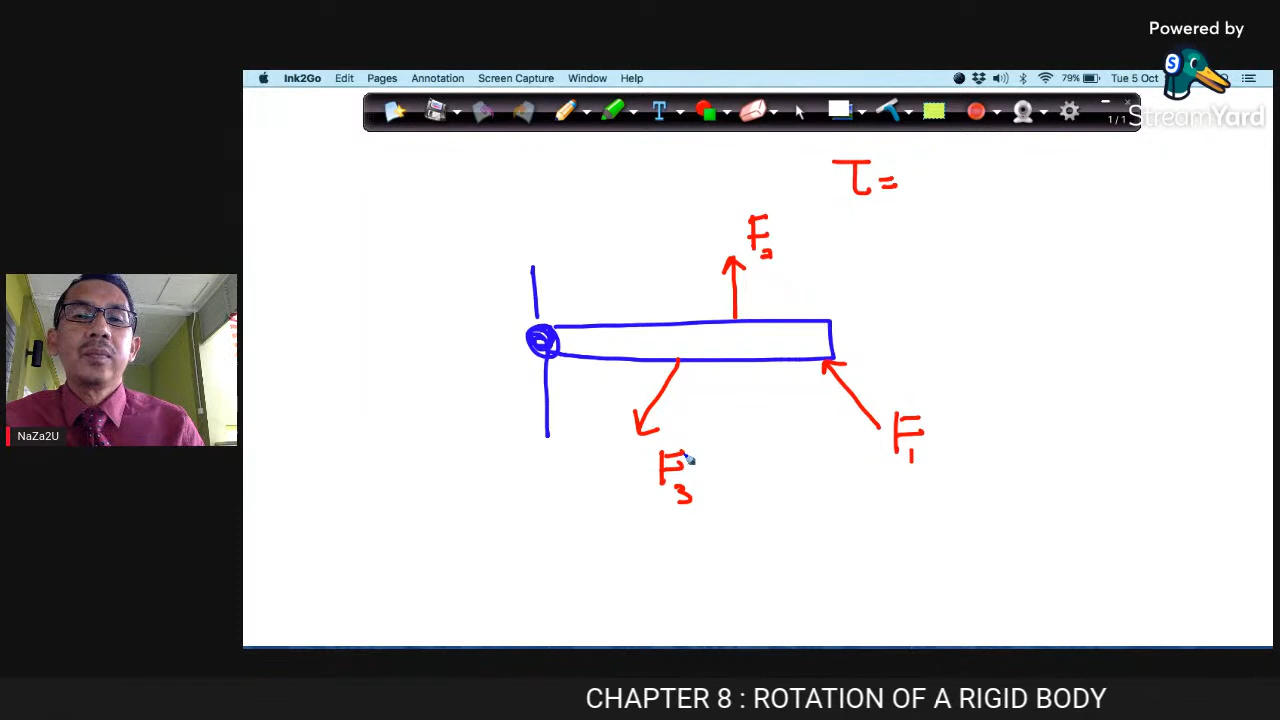 Powered by
S
StreamYard
Ink2Go Edit Pages Annotation Screen Capture Window Help 79% Tue 5 Oct
T
1/1
τ=
F2
F1
F3
NaZa2U
CHAPTER 8 : ROTATION OF A RIGID BODY